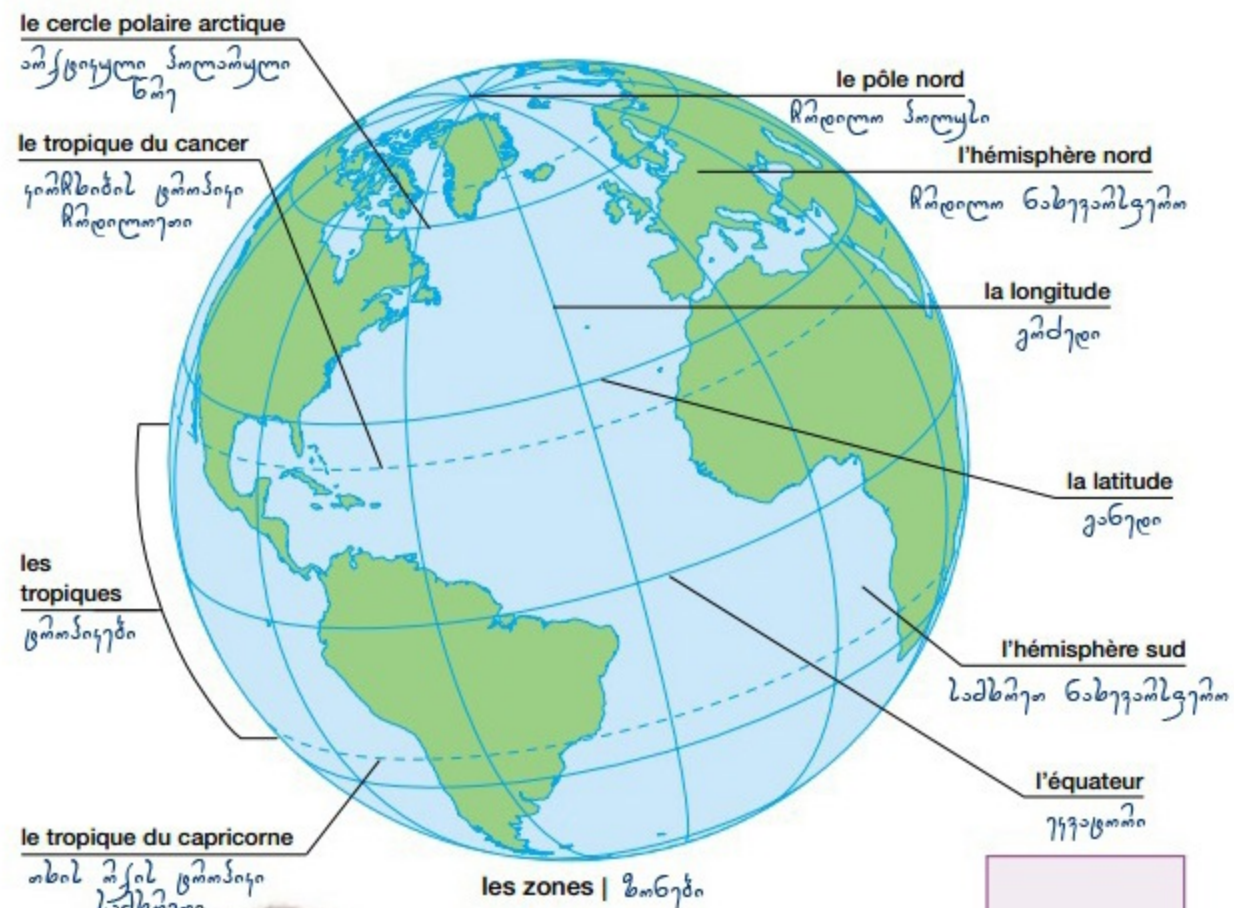 le cercle polaire arctique
არქტიკული პოლარული
წრე
le pôle nord
ჩრდილო პოლუსი
le tropique du cancer
კირჩხიბის ტროპიკი
ჩრდილოეთი
l'hémisphère nord
ჩრდილო ნახევარსფერო
la longitude
გრძედი
la latitude
განედი
les
tropiques
ტროპიკები
l'hémisphère sud
სამხრეთ ნახევარსფერო
l'équateur
ეკვატორი
le tropique du capricorne
თხის რქის ტროპიკი
les zones | ზონები